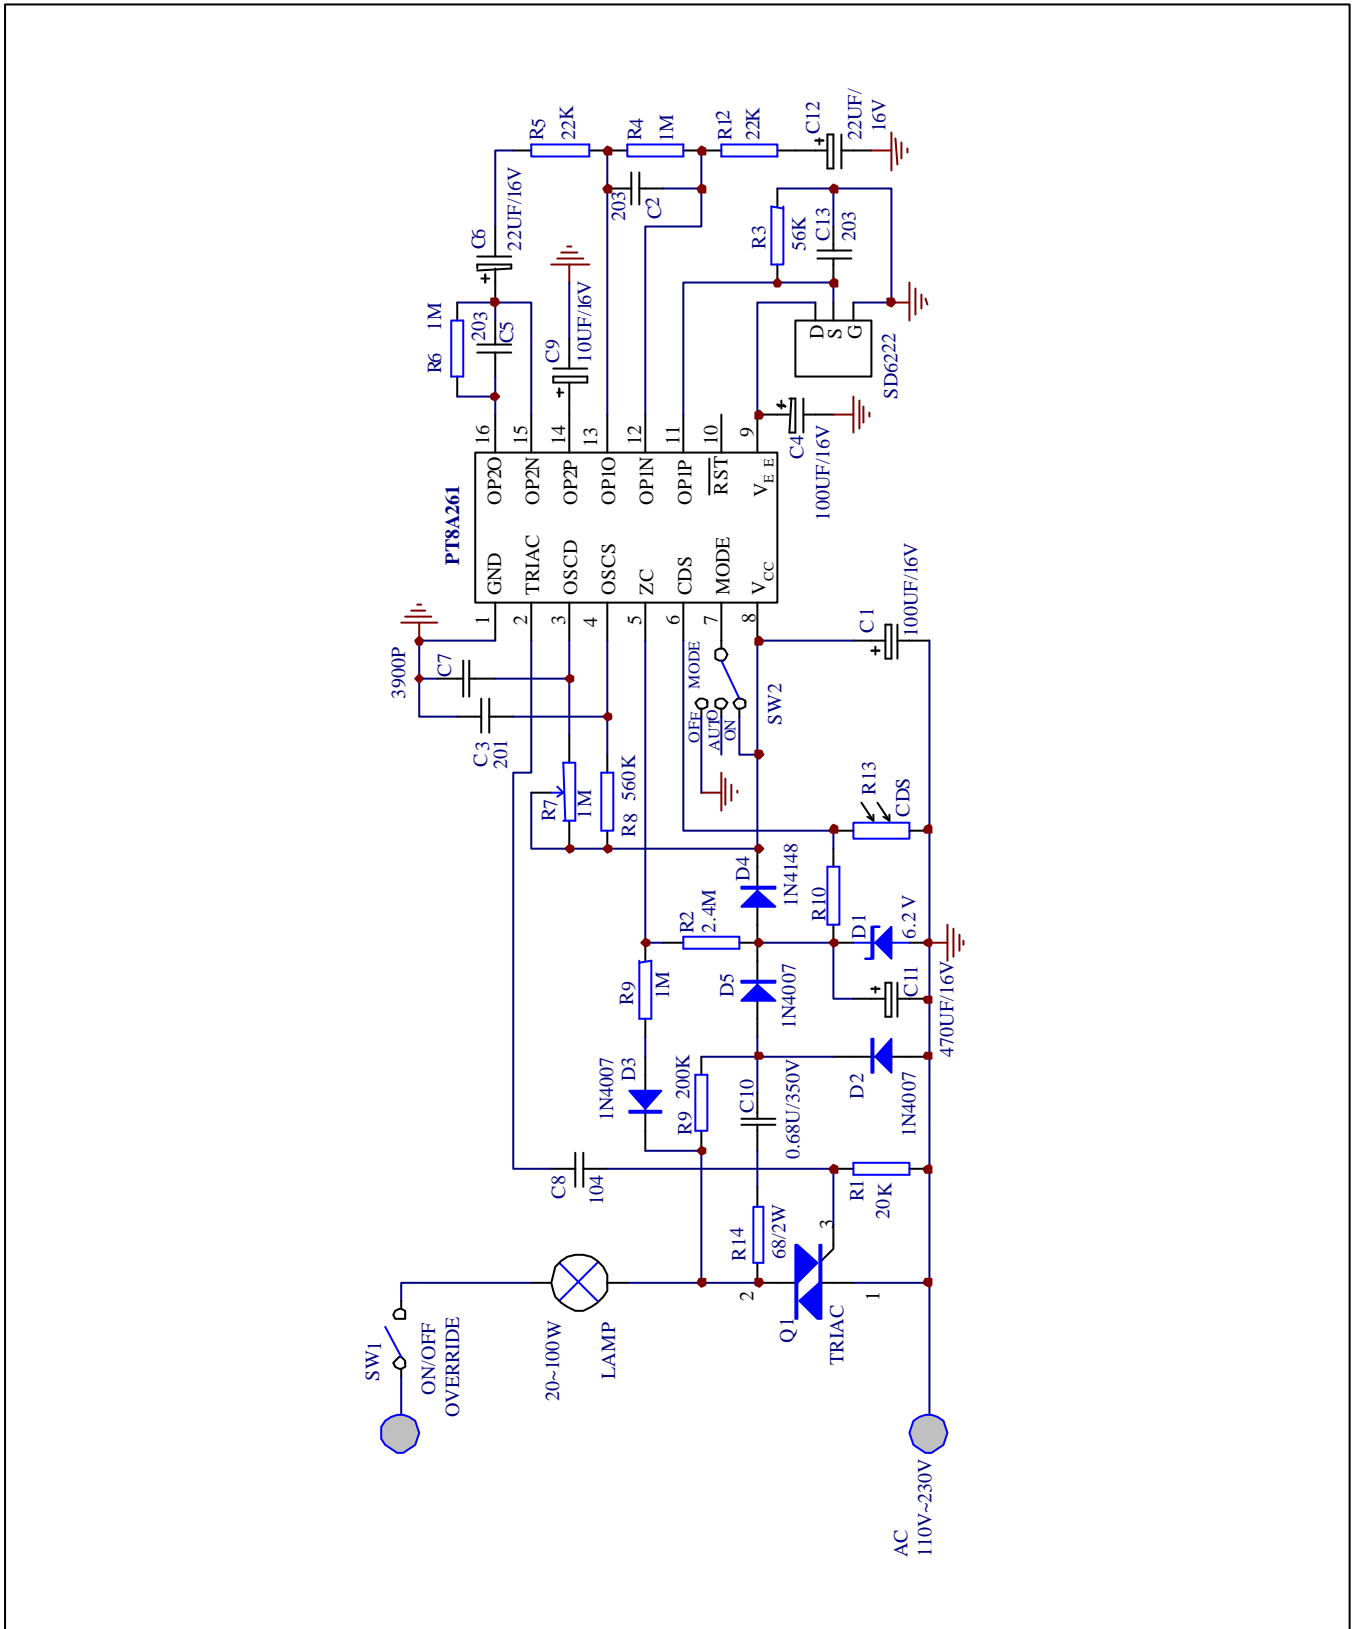 R5
22K
R4
1M
R12
22K
C12
22UF/
16V
203
C2
C6
22UF/16V
+
R3
56K
C13
203
R6
1M
203
C5
+
C9
10UF/16V
+
D
S
G
SD6222
+
C4
100UF/16V
16
15
14
13
12
11
10
9
PT8A261
OP2O
OP2N
OP2P
OP1O
OP1N
OP1P
RST
VEE
GND
TRIAC
OSCD
OSCS
ZC
CDS
MODE
VCC
1
2
3
4
5
6
7
8
3900P
C7
C3
201
MODE
OFF
AUTO
ON
SW2
C1
100UF/16V
+
R7
1M
R8 560K
R13
CDS
D4
1N4148
R10
R2
2.4M
D1
6.2V
R9
1M
D5
1N4007
+
C11
470UF/16V
1N4007
D3
R9 200K
C10
0.68U/350V
D2
1N4007
C8
104
R1
20K
R14
68/2W
3
2
1
Q1
TRIAC
20~100W
LAMP
SW1
ON/OFF
OVERRIDE
AC
110V~230V